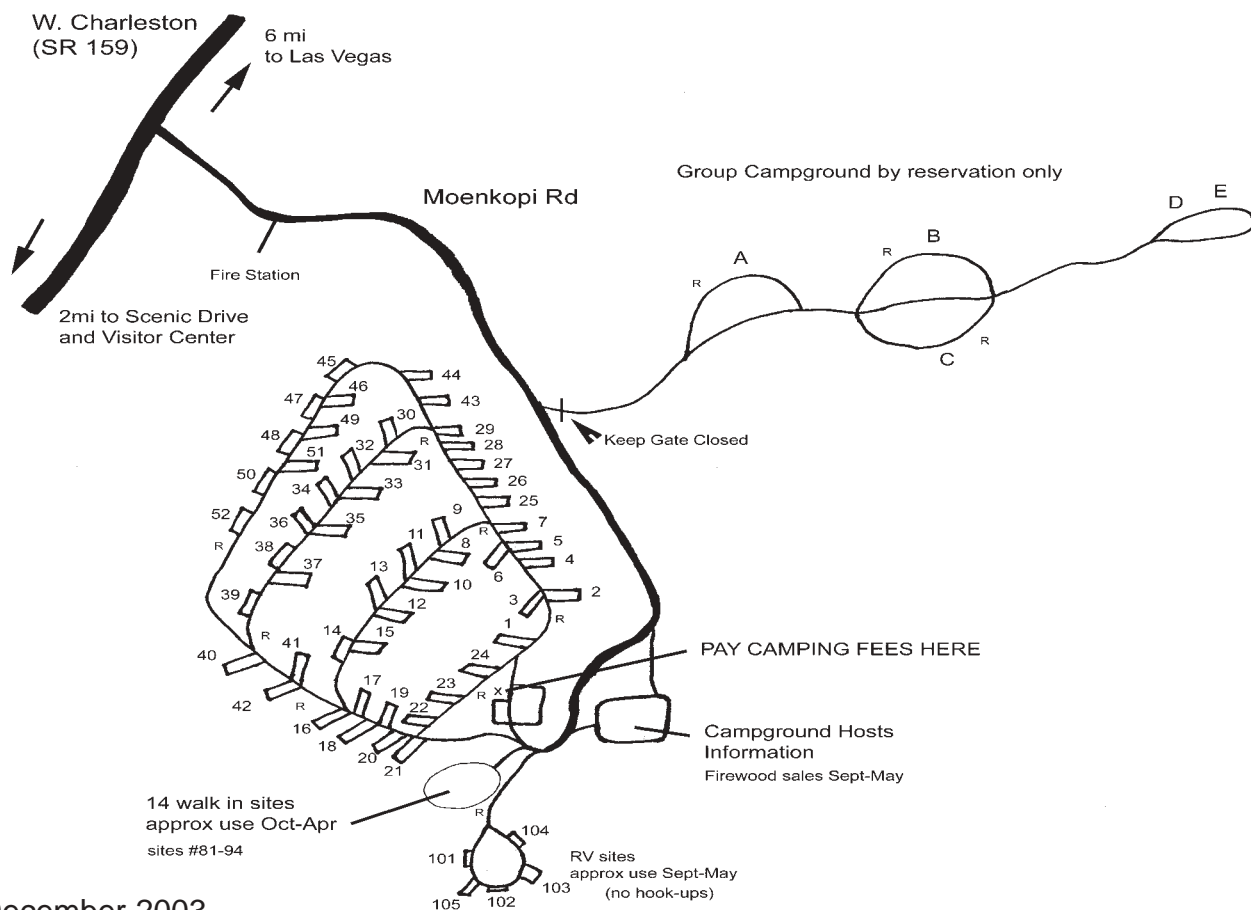 W. Charleston
(SR 159)
6 mi
to Las Vegas
Group Campground by reservation only
Moenkopi Rd
D
E
B
R
A
R
Fire Station
2mi to Scenic Drive
and Visitor Center
R
C
45
44
46
47
43
30
29
49
48
R
28
32
51
31
27
50
34
33
26
25
52
36
35
9
7
R
11
8
5
R
38
4
6
13
37
10
2
39
12
3
R
1
R
14
15
40
41
24
PAY CAMPING FEES HERE
17
23
R
X
42
R
19
22
16
18
20
21
Campground Hosts
Information
Firewood sales Sept-May
14 walk in sites
approx use Oct-Apr
sites #81-94
R
104
101
RV sites
approx use Sept-May
(no hook-ups)
103
105
102
December 2003